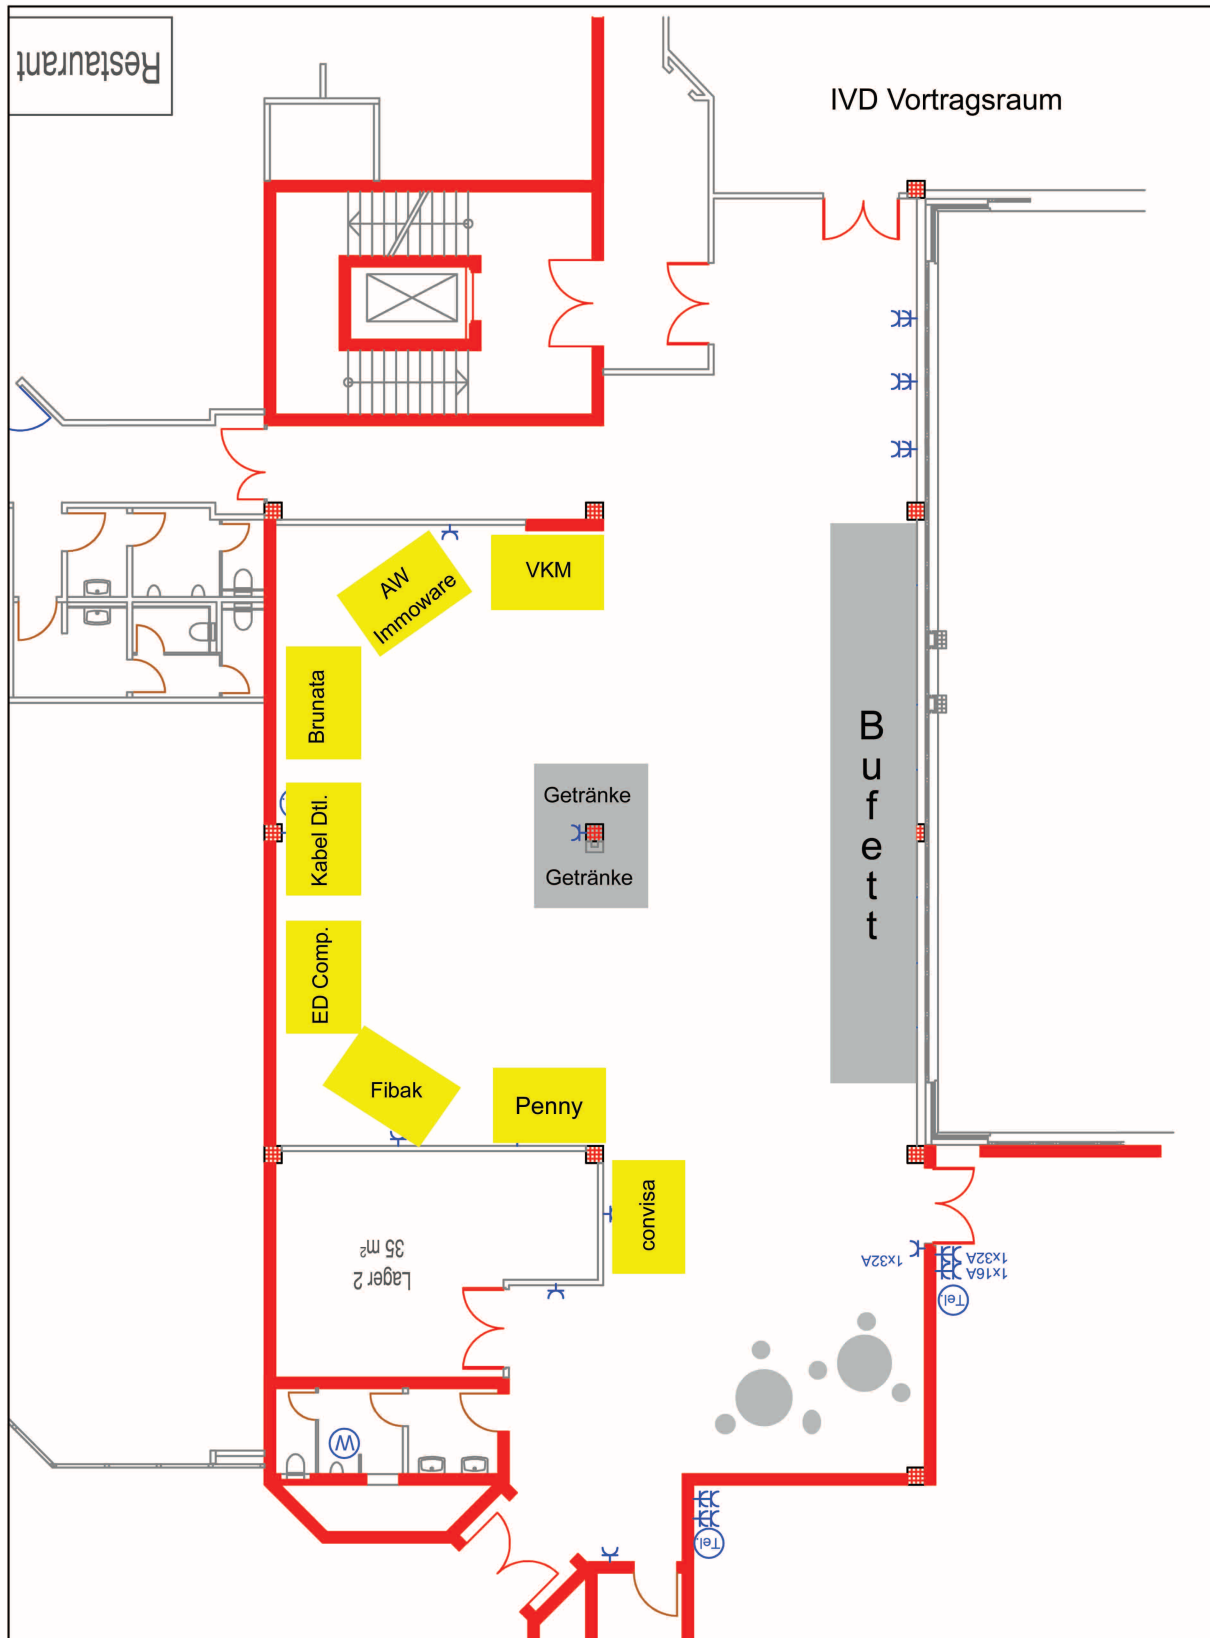 Restaurant
IVD Vortragsraum
AW
Immoware
VKM
Brunata
Kabel Dtl.
ED Comp.
Fibak
Penny
convisa
Getränke
Getränke
Bufett
Lager 2
35 m²
1x32A
1x32A
1x16A
Tel.
W
Tel.